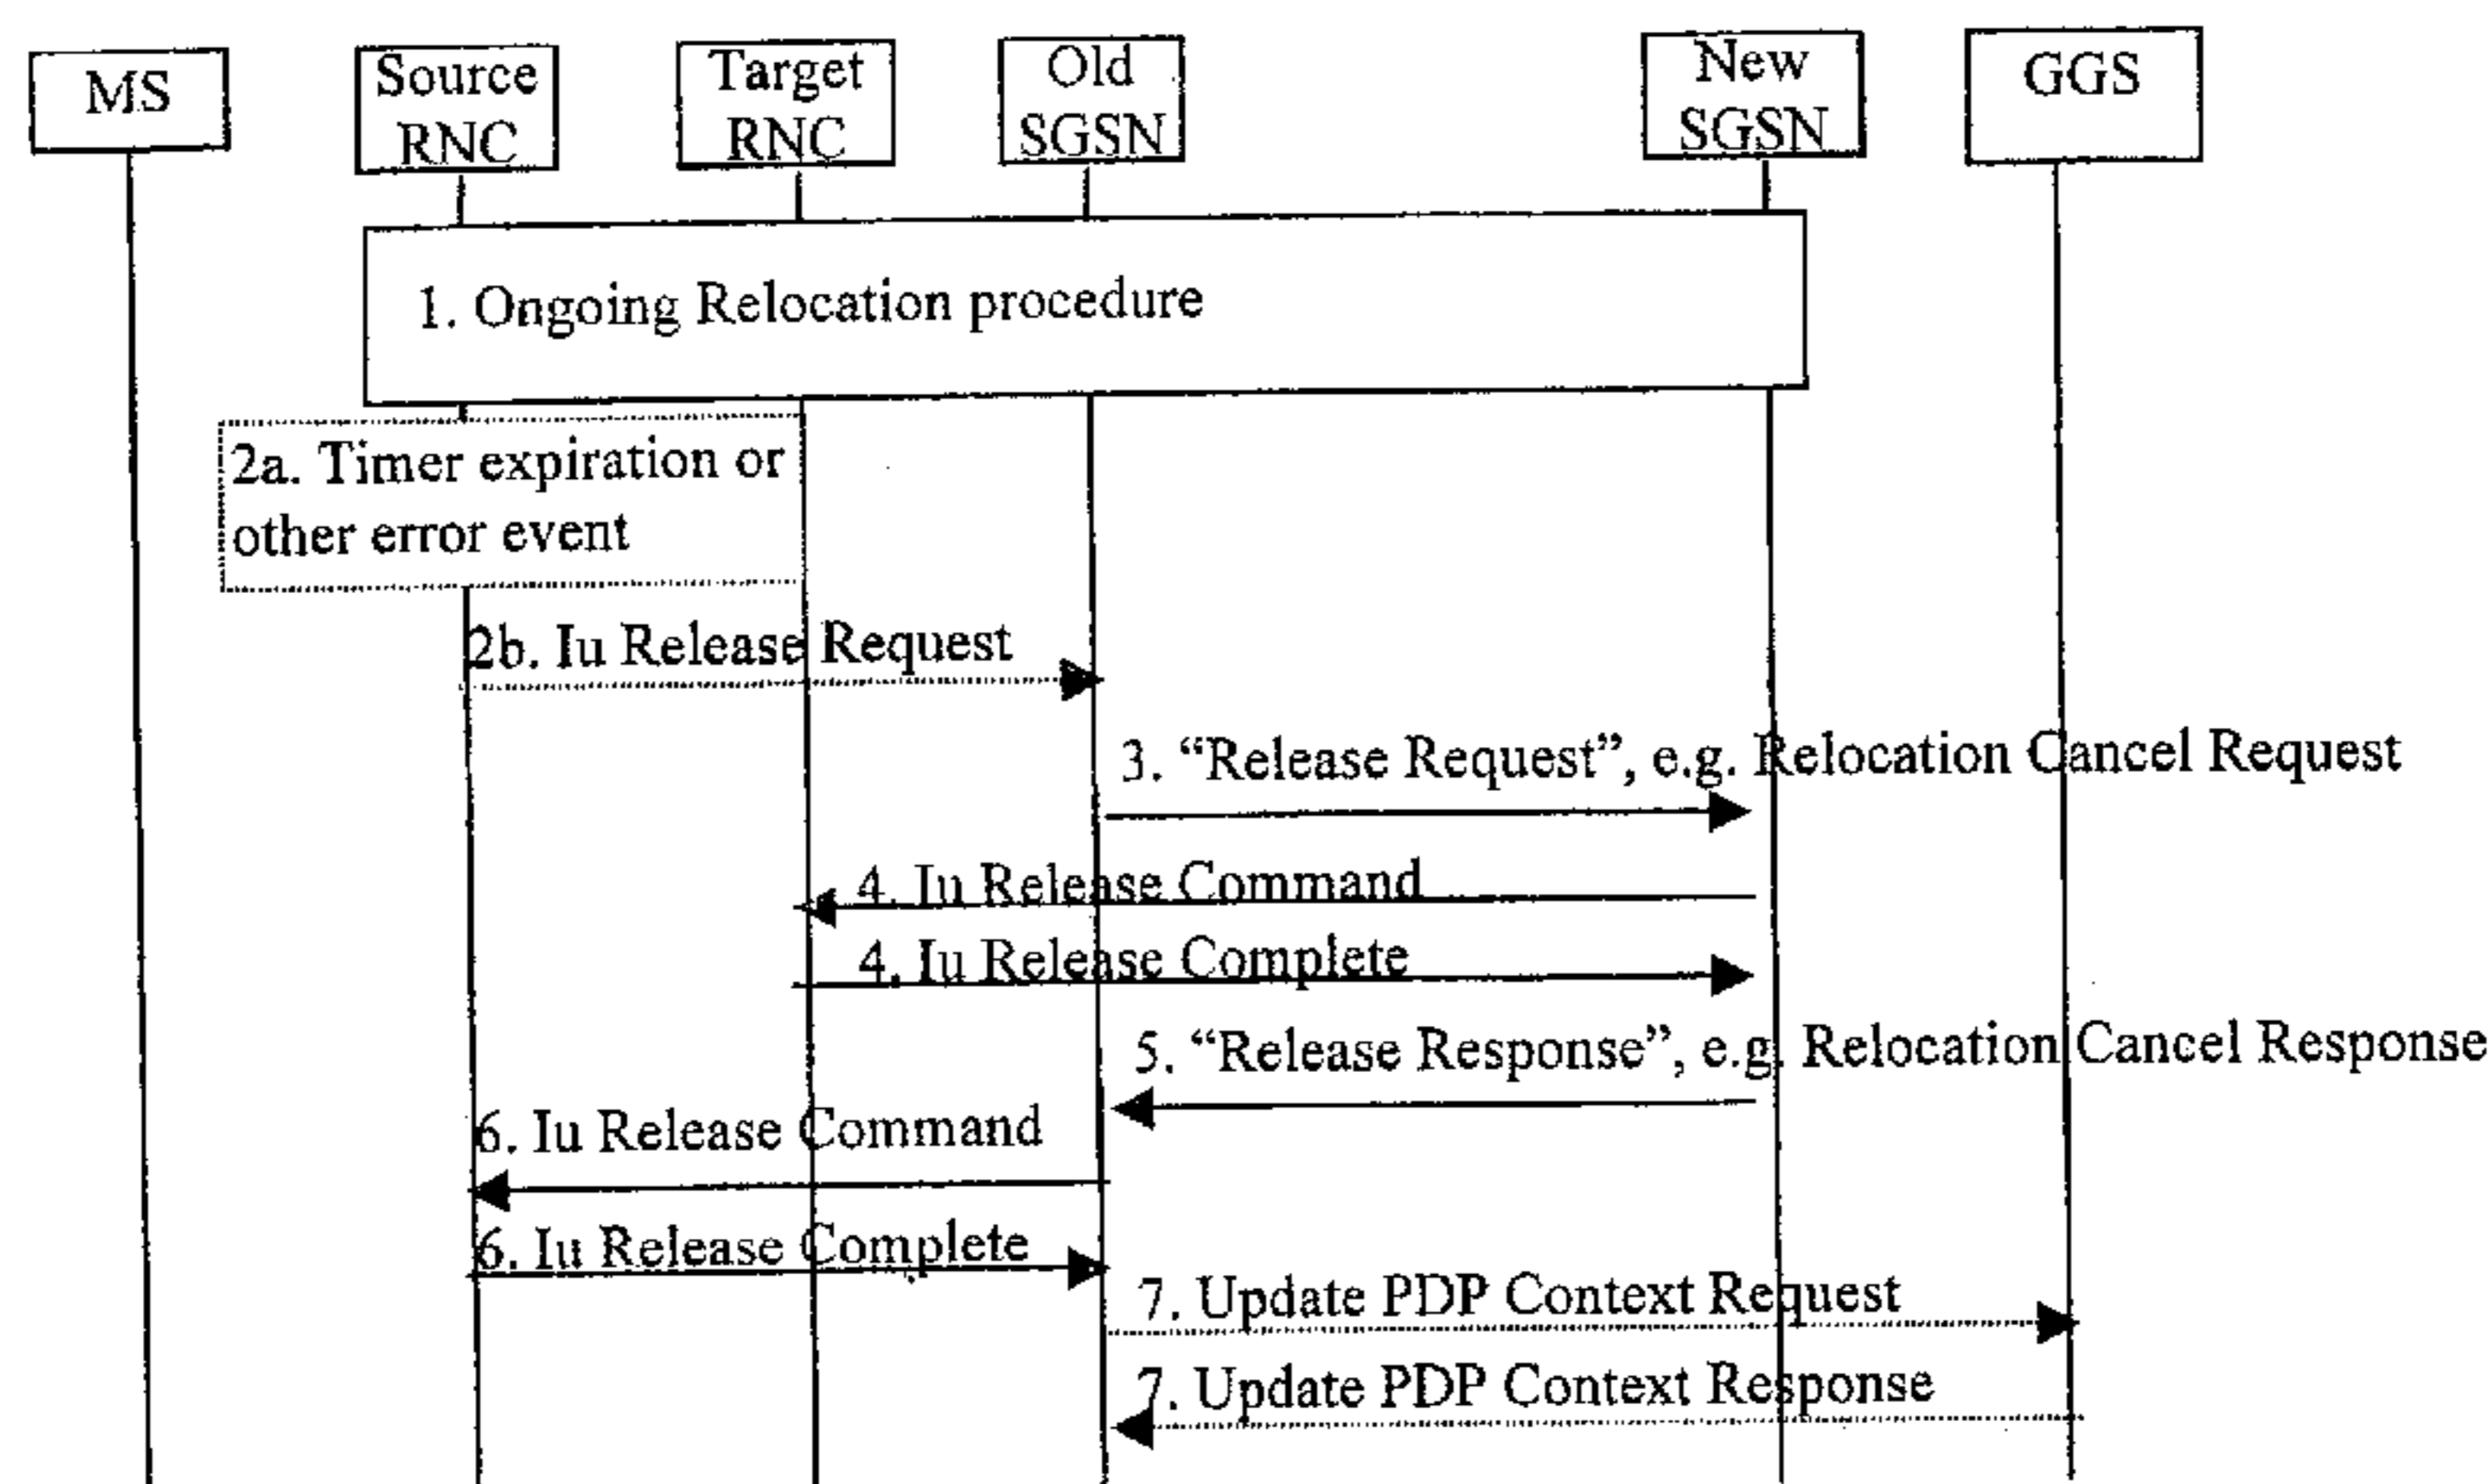 MS
Source
RNC
Target
RNC
Old
SGSN
New
SGSN
GGS
1. Ongoing Relocation procedure
2a. Timer expiration or
other error event
2b. Iu Release Request
3. “Release Request”, e.g. Relocation Cancel Request
4. Iu Release Command
4. Iu Release Complete
5. “Release Response”, e.g. Relocation Cancel Response
6. Iu Release Command
6. Iu Release Complete
7. Update PDP Context Request
7. Update PDP Context Response